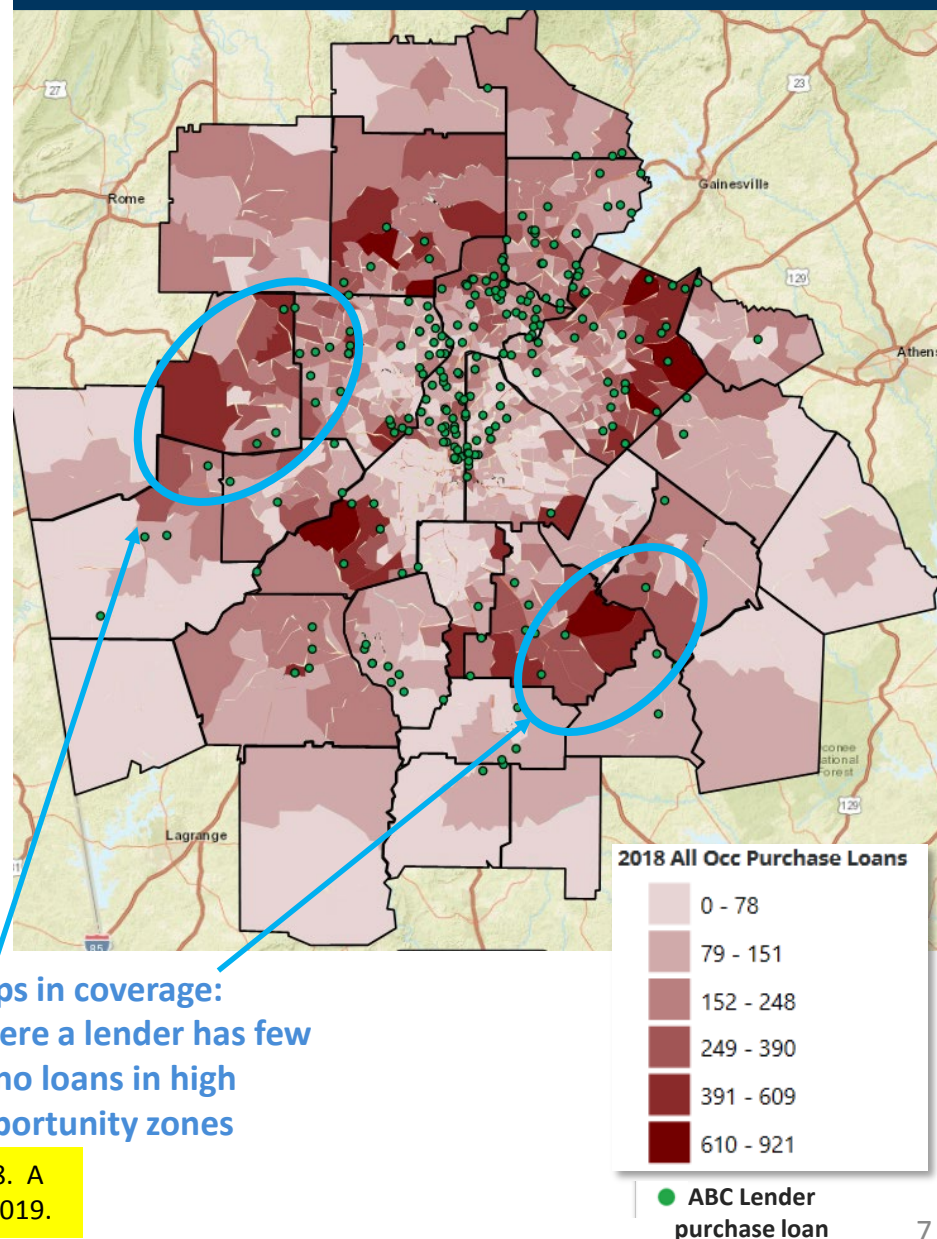 27
23
Rome
Gainesville
129
Athens
conee
ational
Forest
129
Lagrange
85
2018 All Occ Purchase Loans
0 - 78
79 - 151
152 - 248
249 - 390
391 - 609
610 - 921
ABC Lender
purchase loan
ps in coverage:
ere a lender has few
no loans in high
portunity zones
3. A
019.
7